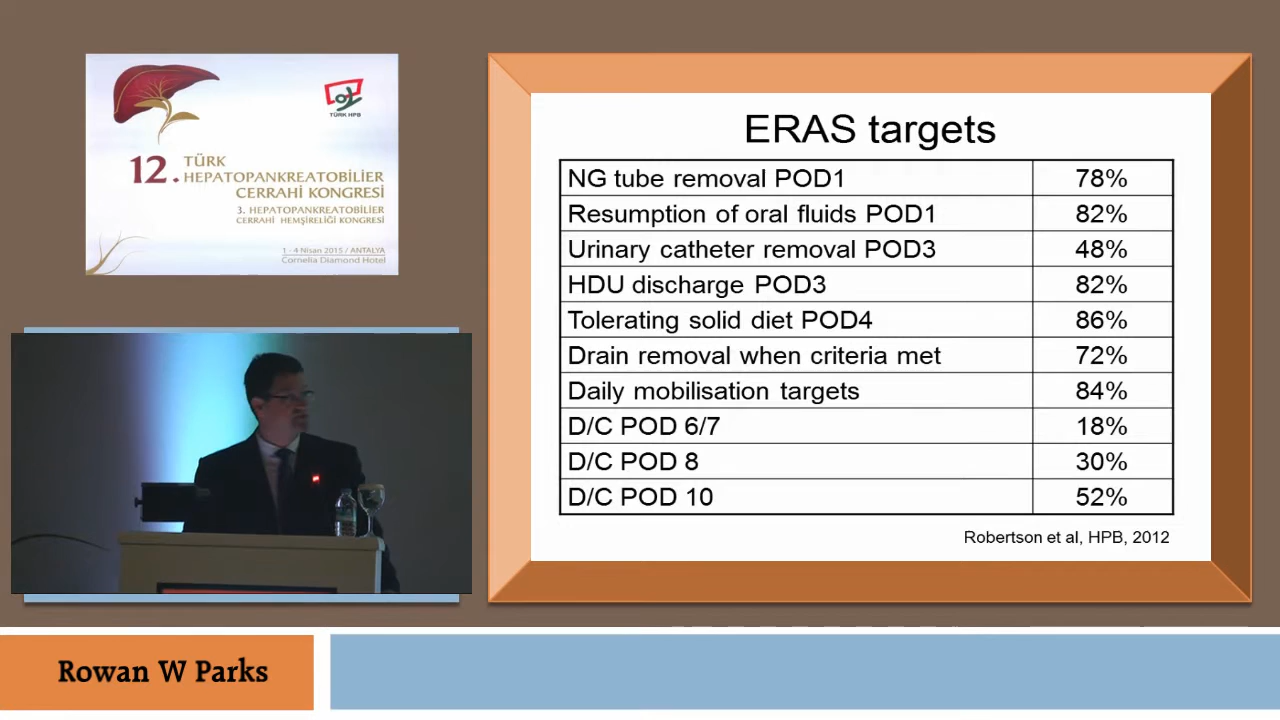 TÜRK HPB
12. TÜRK
HEPATOPANKREATOBİLİER
CERRAHİ KONGRESİ
3. HEPATOPANKREATOBİLİER
CERRAHİ HEMŞİRELİĞİ KONGRESİ
1 - 4 Nisan 2015 / ANTALYA
Cornelia Diamond Hotel
ERAS targets
NG tube removal POD1 78%
Resumption of oral fluids POD1 82%
Urinary catheter removal POD3 48%
HDU discharge POD3 82%
Tolerating solid diet POD4 86%
Drain removal when criteria met 72%
Daily mobilisation targets 84%
D/C POD 6/7 18%
D/C POD 8 30%
D/C POD 10 52%
Robertson et al, HPB, 2012
Rowan W Parks